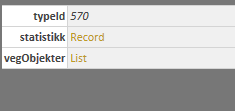 typeId 570
statistikk Record
vegObjekter List